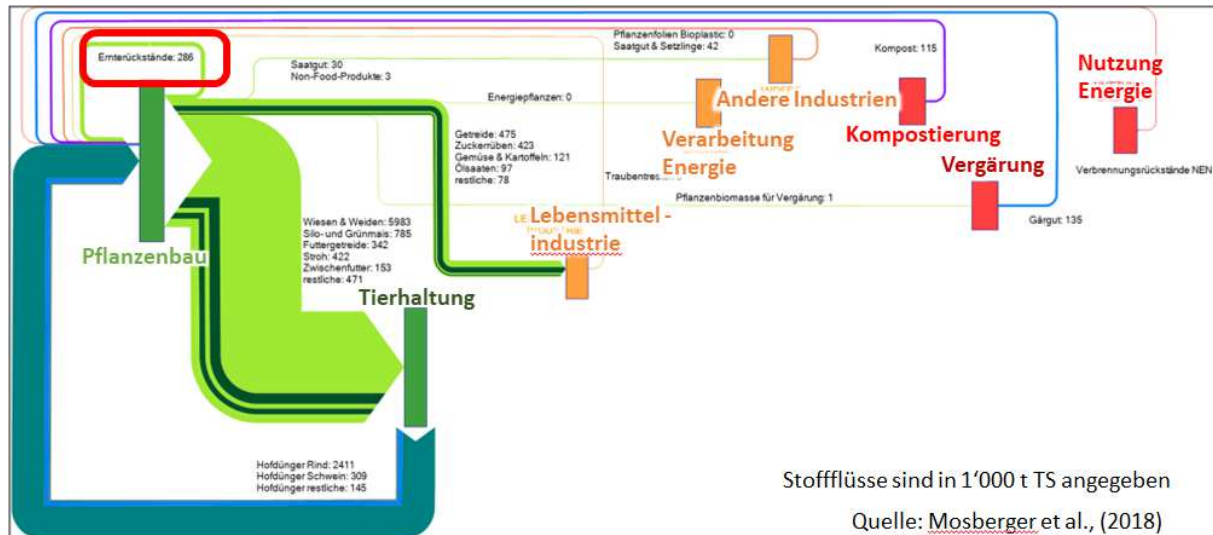 Ernterückstände: 286
Saatgut: 30
Non-Food-Produkte: 3
Pflanzenfolien Bioplastic: 0
Saatgut & Setzlinge: 42
Kompost: 115
Nutzung
Energie
Energiepflanzen: 0
Andere Industrien
Verarbeitung
Energie
Kompostierung
Vergärung
Getreide: 475
Zuckerrüben: 423
Gemüse & Kartoffeln: 121
Ölsaaten: 97
restliche: 78
Verbrennungsrückstände NEN
Pflanzenbiomasse für Vergärung: 1
Gärgut: 135
Lebensmittel -
industrie
Pflanzenbau
Wiesen & Weiden: 5983
Silo- und Grünmais: 785
Futtergetreide: 342
Stroh: 422
Zwischenfutter: 153
restliche: 471
Tierhaltung
Hofdünger Rind: 2411
Hofdünger Schwein: 309
Hofdünger restliche: 145
Stoffflüsse sind in 1‘000 t TS angegeben
Quelle: Mosberger et al., (2018)